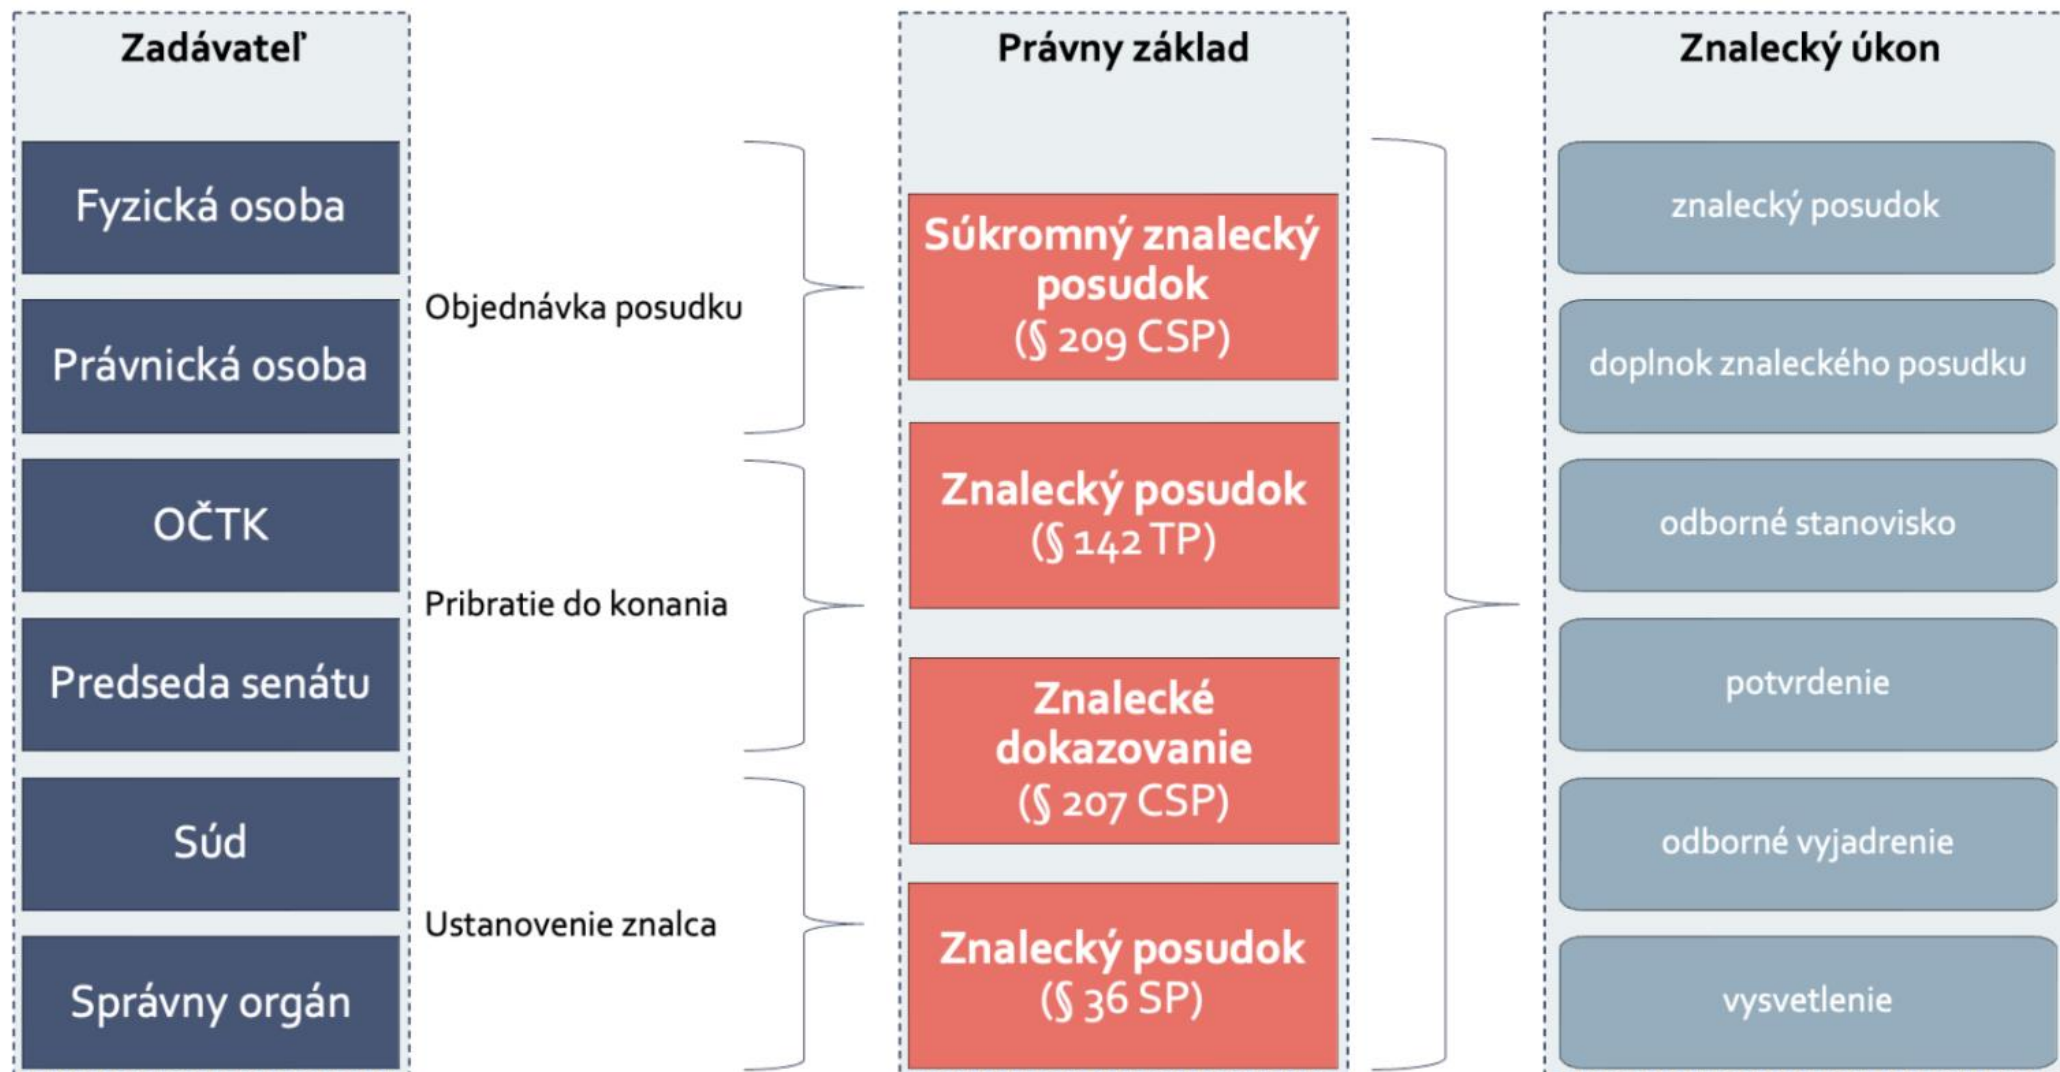 Zadávateľ
Fyzická osoba
Právnická osoba
OČTK
Predseda senátu
Súd
Správny orgán
Objednávka posudku
Pribratie do konania
Ustanovenie znalca
Právny základ
Súkromný znalecký
posudok
(§ 209 CSP)
Znalecký posudok
(§ 142 TP)
Znalecké
dokazovanie
(§ 207 CSP)
Znalecký posudok
(§ 36 SP)
Znalecký úkon
znalecký posudok
doplnok znaleckého posudku
odborné stanovisko
potvrdenie
odborné vyjadrenie
vysvetlenie